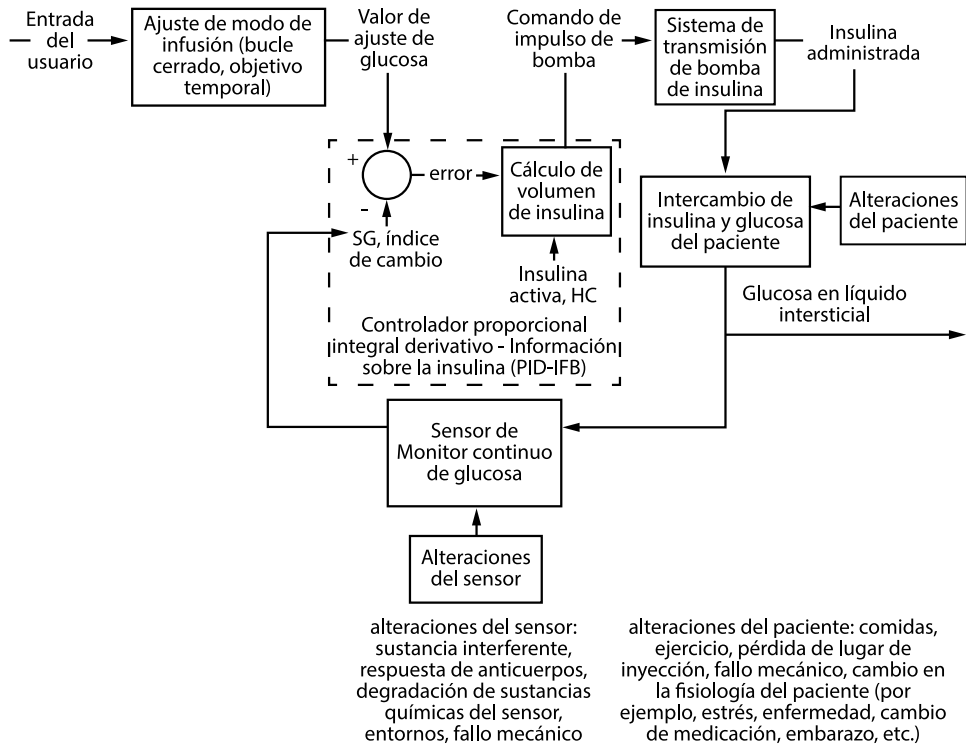 Entrada
del
usuario
Ajuste de modo de
infusión (bucle
cerrado, objetivo
temporal)
Valor de
ajuste de
glucosa
Comando de
impulso de
bomba
Sistema de
transmisión
de bomba
de insulina
Insulina
administrada
+
-
error
Cálculo de
volumen
de insulina
SG, índice
de cambio
Insulina
activa, HC
Controlador proporcional
integral derivativo - Información
sobre la insulina (PID-IFB)
Intercambio de
insulina y glucosa
del paciente
Alteraciones
del paciente
Glucosa en líquido
intersticial
Sensor de
Monitor continuo
de glucosa
Alteraciones
del sensor
alteraciones del sensor:
sustancia interferente,
respuesta de anticuerpos,
degradación de sustancias
químicas del sensor,
entornos, fallo mecánico
alteraciones del paciente: comidas,
ejercicio, pérdida de lugar de
inyección, fallo mecánico, cambio en
la fisiología del paciente (por
ejemplo, estrés, enfermedad, cambio
de medicación, embarazo, etc.)